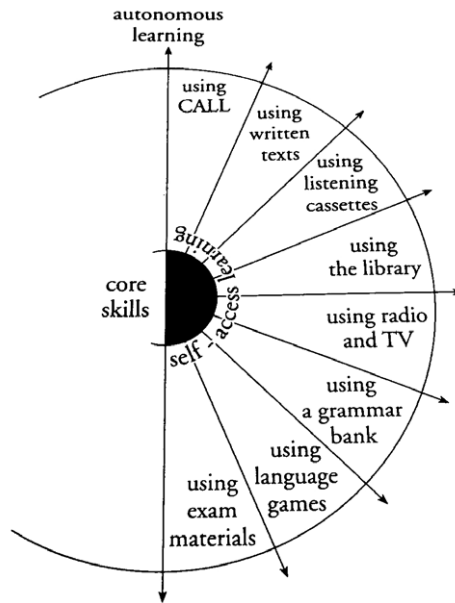 autonomous
learning
using
CALL
using
written
texts
using
listening
cassettes
using
the library
using radio
and TV
using
a grammar
bank
using
language
games
using
exam
materials
core
skills
self - access learning